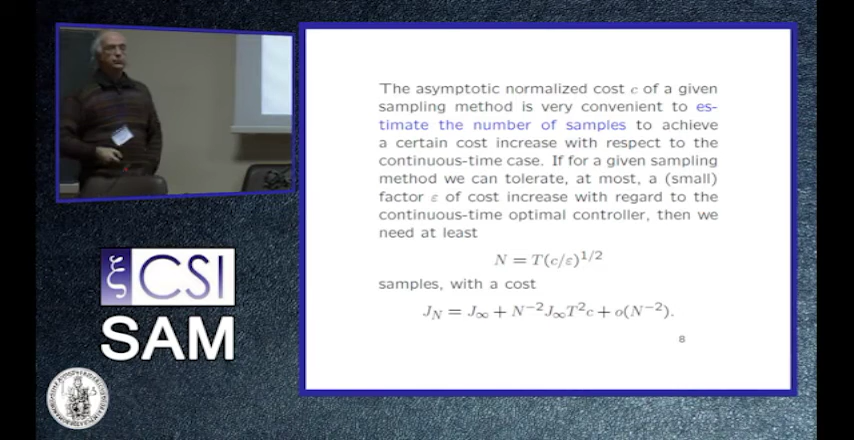 The asymptotic normalized cost c of a given
sampling method is very convenient to es-
timate the number of samples to achieve
a certain cost increase with respect to the
continuous-time case. If for a given sampling
method we can tolerate, at most, a (small)
factor ε of cost increase with regard to the
continuous-time optimal controller, then we
need at least
N = T(c/ε)^{1/2}
samples, with a cost
J_N = J_∞ + N^{-2}J_∞T^2c + o(N^{-2}).
8
ξCSI
SAM